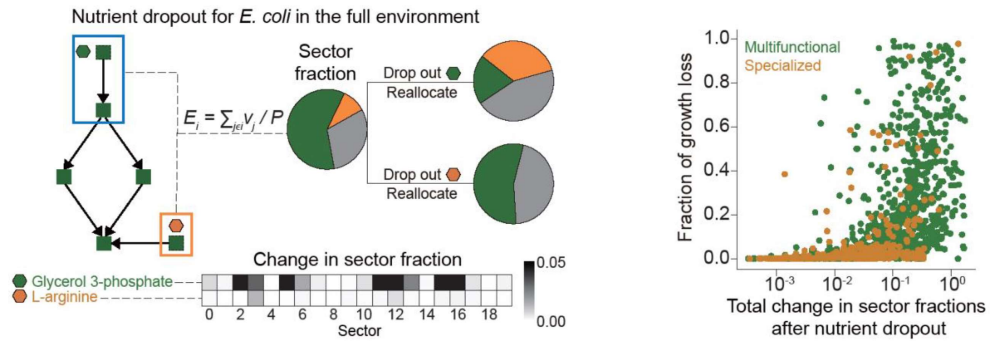 Nutrient dropout for E. coli in the full environment
Sector
fraction
Drop out
Reallocate
E_i = ∑_{jϵi} v_j / P
Drop out
Reallocate
Change in sector fraction
Glycerol 3-phosphate
L-arginine
0.05
0.00
0 2 4 6 8 10 12 14 16 18
Sector
Multifunctional
Specialized
Fraction of growth loss
1.0
0.8
0.6
0.4
0.2
0.0
10⁻³ 10⁻² 10⁻¹ 10⁰
Total change in sector fractions
after nutrient dropout